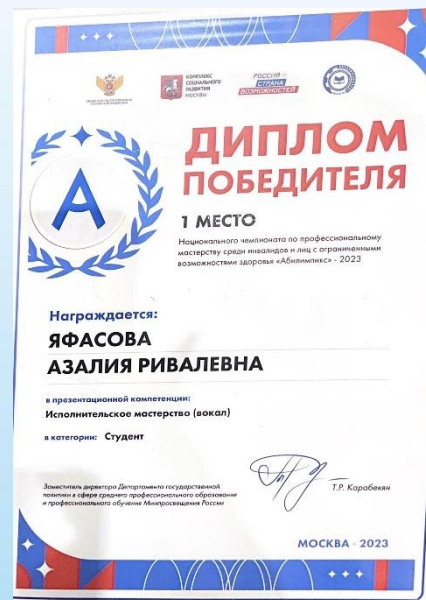 КОМПЛЕКС
СОЦИАЛЬНОГО
РАЗВИТИЯ
МОСКВЫ
РОССИЯ –
СТРАНА
ВОЗМОЖНОСТЕЙ
ДИПЛОМ
ПОБЕДИТЕЛЯ
1 МЕСТО
Национального чемпионата по профессиональному
мастерству среди инвалидов и лиц с ограниченными
возможностями здоровья «Абилимпикс» - 2023
А
Награждается:
ЯФАСОВА
АЗАЛИЯ РИВАЛЕВНА
в презентационной компетенции:
Исполнительское мастерство (вокал)
в категории: Студент
Заместитель директора Департамента государственной
политики в сфере среднего профессионального образования
и профессионального обучения Минпросвещения России
Т.Р. Карабекян
МОСКВА - 2023